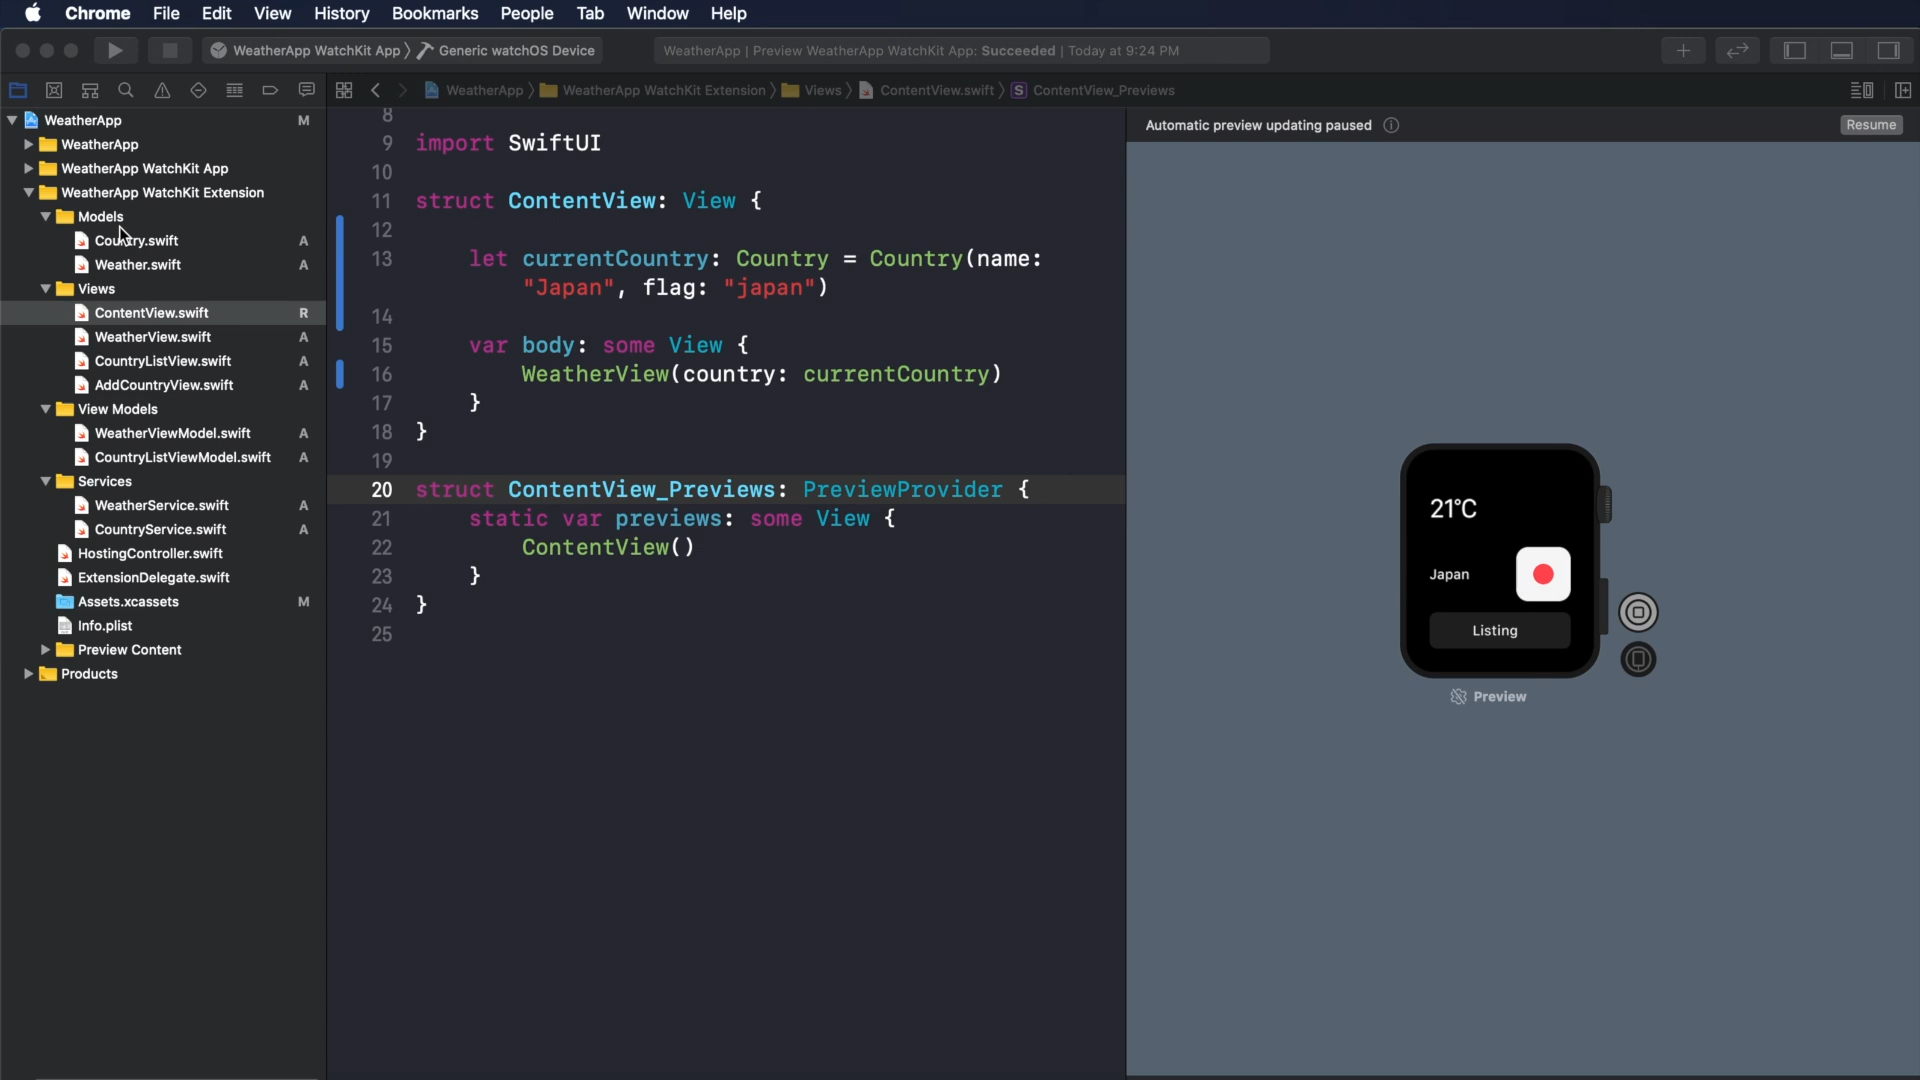 Chrome File Edit View History Bookmarks People Tab Window Help
WeatherApp WatchKit App Generic watchOS Device
WeatherApp | Preview WeatherApp WatchKit App: Succeeded | Today at 9:24 PM
WeatherApp WeatherApp WatchKit Extension Views ContentView.swift S ContentView_Previews
WeatherApp M
WeatherApp
WeatherApp WatchKit App
WeatherApp WatchKit Extension
Models
Country.swift A
Weather.swift A
Views
ContentView.swift R
WeatherView.swift A
CountryListView.swift A
AddCountryView.swift A
View Models
WeatherViewModel.swift A
CountryListViewModel.swift A
Services
WeatherService.swift A
CountryService.swift A
HostingController.swift
ExtensionDelegate.swift
Assets.xcassets M
Info.plist
Preview Content
Products
8
9 import SwiftUI
10
11 struct ContentView: View {
12
13 let currentCountry: Country = Country(name:
"Japan", flag: "japan")
14
15 var body: some View {
16 WeatherView(country: currentCountry)
17 }
18 }
19
20 struct ContentView_Previews: PreviewProvider {
21 static var previews: some View {
22 ContentView()
23 }
24 }
25
Automatic preview updating paused Resume
21°C
Japan
Listing
Preview